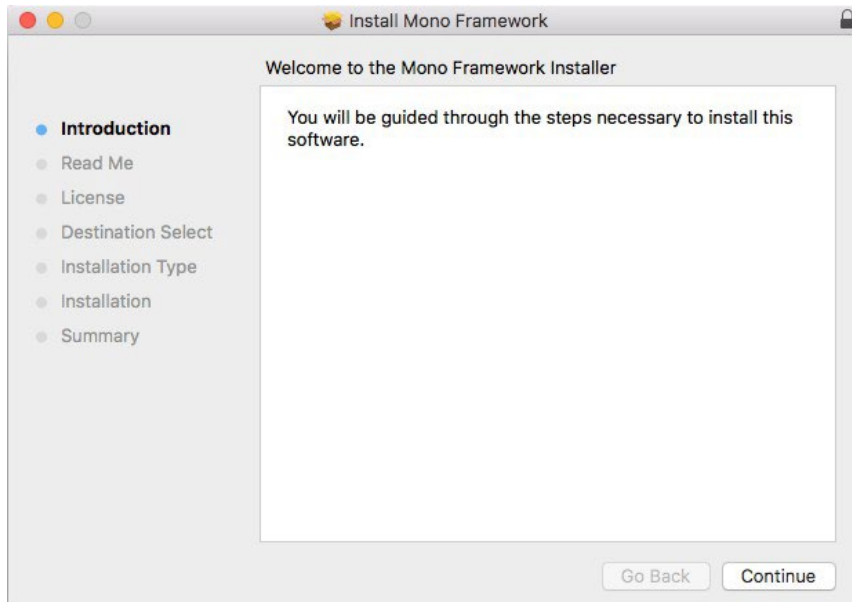 Install Mono Framework
Welcome to the Mono Framework Installer
Introduction
Read Me
License
Destination Select
Installation Type
Installation
Summary
You will be guided through the steps necessary to install this
software.
Go Back
Continue